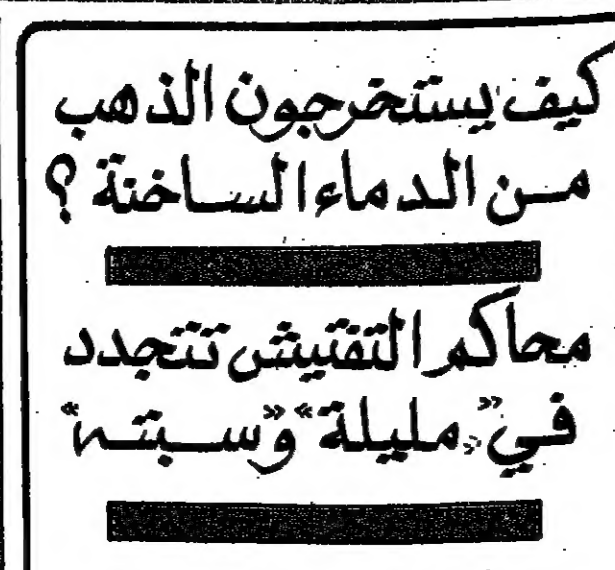 كيف يستخرجون الذهب
من الدماء الساخنة ؟
محاكم التفتيش تتجدد
في "مليلة" و"سبتة"